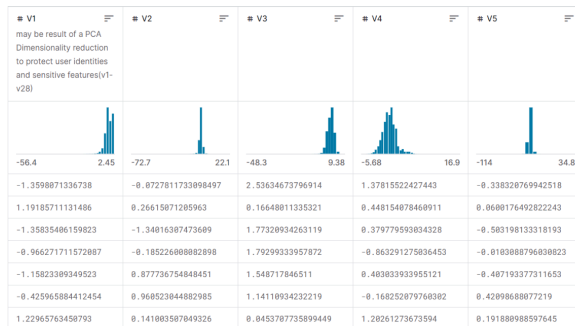 # V1 # V2 # V3 # V4 # V5
may be result of a PCA
Dimensionality reduction
to protect user identities
and sensitive features(v1-
v28)
-56.4 2.45 -72.7 22.1 -48.3 9.38 -5.68 16.9 -114 34.8
-1.3598071336738 -0.0727811733098497 2.53634673796914 1.37815522427443 -0.338320769942518
1.19185711131486 0.26615071205963 0.16648011335321 0.448154078460911 0.0600176492822243
-1.35835406159823 -1.34016307473609 1.77320934263119 0.379779593034328 -0.503198133318193
-0.966271711572087 -0.185226008082898 1.79299333957872 -0.863291275036453 -0.0103088796030823
-1.15823309349523 0.877736754848451 1.548717846511 0.403033933955121 -0.407193377311653
-0.425965884412454 0.960523044882985 1.14110934232219 -0.168252079760302 0.42098688077219
1.22965763450793 0.141003507049326 0.0453707735899449 1.20261273673594 0.191880988597645